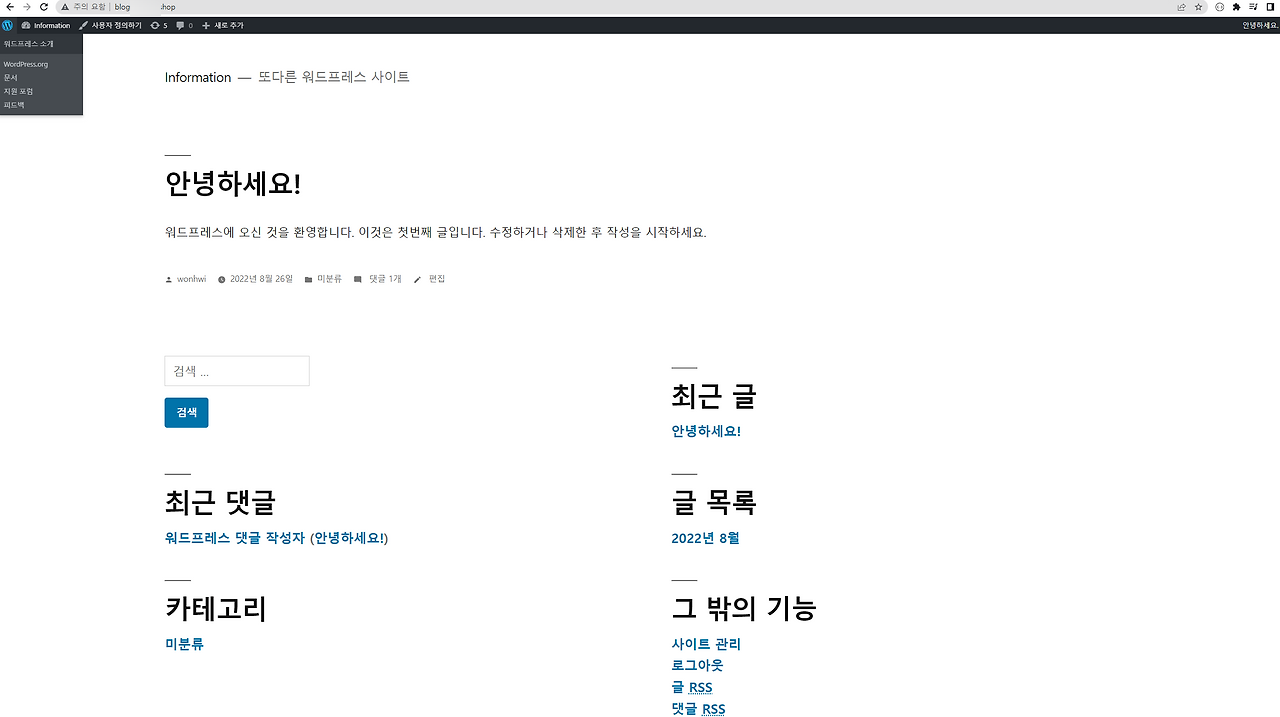 주의 요함 | blog .hop
Information 사용자 정의하기 5 0 새로 추가 안녕하세요.
워드프레스 소개
WordPress.org
문서
지원 포럼
피드백
Information — 또다른 워드프레스 사이트
안녕하세요!
워드프레스에 오신 것을 환영합니다. 이것은 첫번째 글입니다. 수정하거나 삭제한 후 작성을 시작하세요.
wonhwi 2022년 8월 26일 미분류 댓글 1개 편집
검색 ...
검색
최근 글
안녕하세요!
최근 댓글
워드프레스 댓글 작성자 (안녕하세요!)
글 목록
2022년 8월
카테고리
미분류
그 밖의 기능
사이트 관리
로그아웃
글 RSS
댓글 RSS